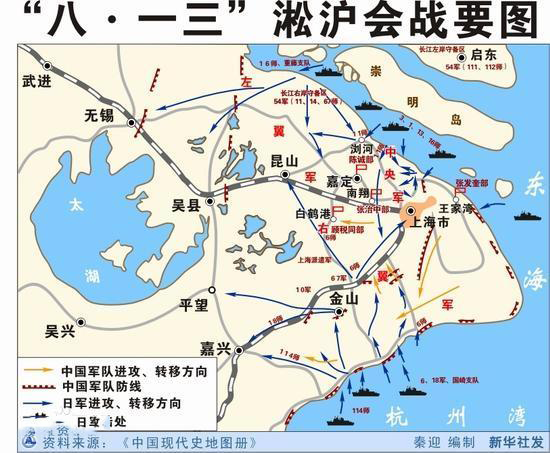 “八·一三”淞沪会战要图
武进
无锡
16师、重藤支队
长江左岸守备区
54军(111、112师)
启东
崇
明
岛
左
长江右岸守备区
54军(11、14、67师)
翼
军
11师
浏河
陈诚部
3、1、13、16师
中
央
军
昆山
嘉定
南翔
张治中部
张发奎部
王家湾
上海市
东
海
太
湖
吴县
白鹤港
右
6师
顾税同部
上海派遣军
6师
67军
翼
军
10军
平望
金山
18师
吴兴
嘉兴
114师
6师
6、18军、国崎支队
114师
杭州湾
中国军队进攻、转移方向
中国军队防线
日军进攻、转移方向
资料来源:《中国现代史地图册》
秦迎 编制
新华社发